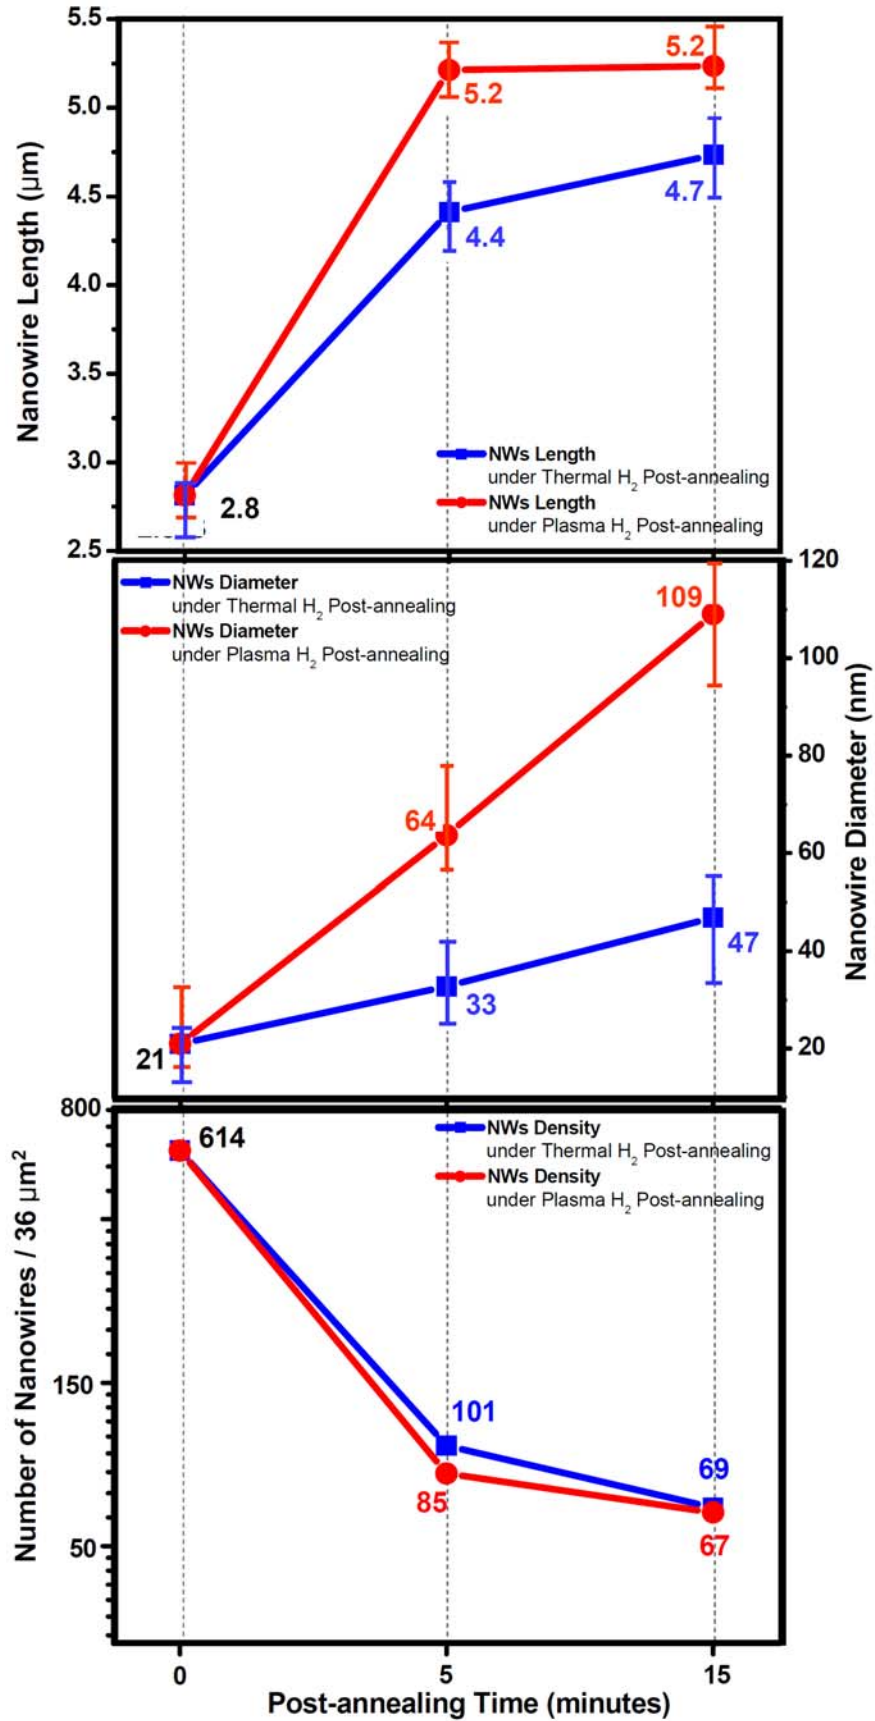 5.5
5.0
4.5
4.0
3.5
3.0
2.5
Nanowire Length (μm)
5.2
5.2
4.4
4.7
2.8
NWs Length
under Thermal H2 Post-annealing
NWs Length
under Plasma H2 Post-annealing
NWs Diameter
under Thermal H2 Post-annealing
NWs Diameter
under Plasma H2 Post-annealing
120
100
80
60
40
20
Nanowire Diameter (nm)
109
64
47
33
21
800
150
50
Number of Nanowires / 36 μm2
614
NWs Density
under Thermal H2 Post-annealing
NWs Density
under Plasma H2 Post-annealing
101
69
85
67
0
5
15
Post-annealing Time (minutes)